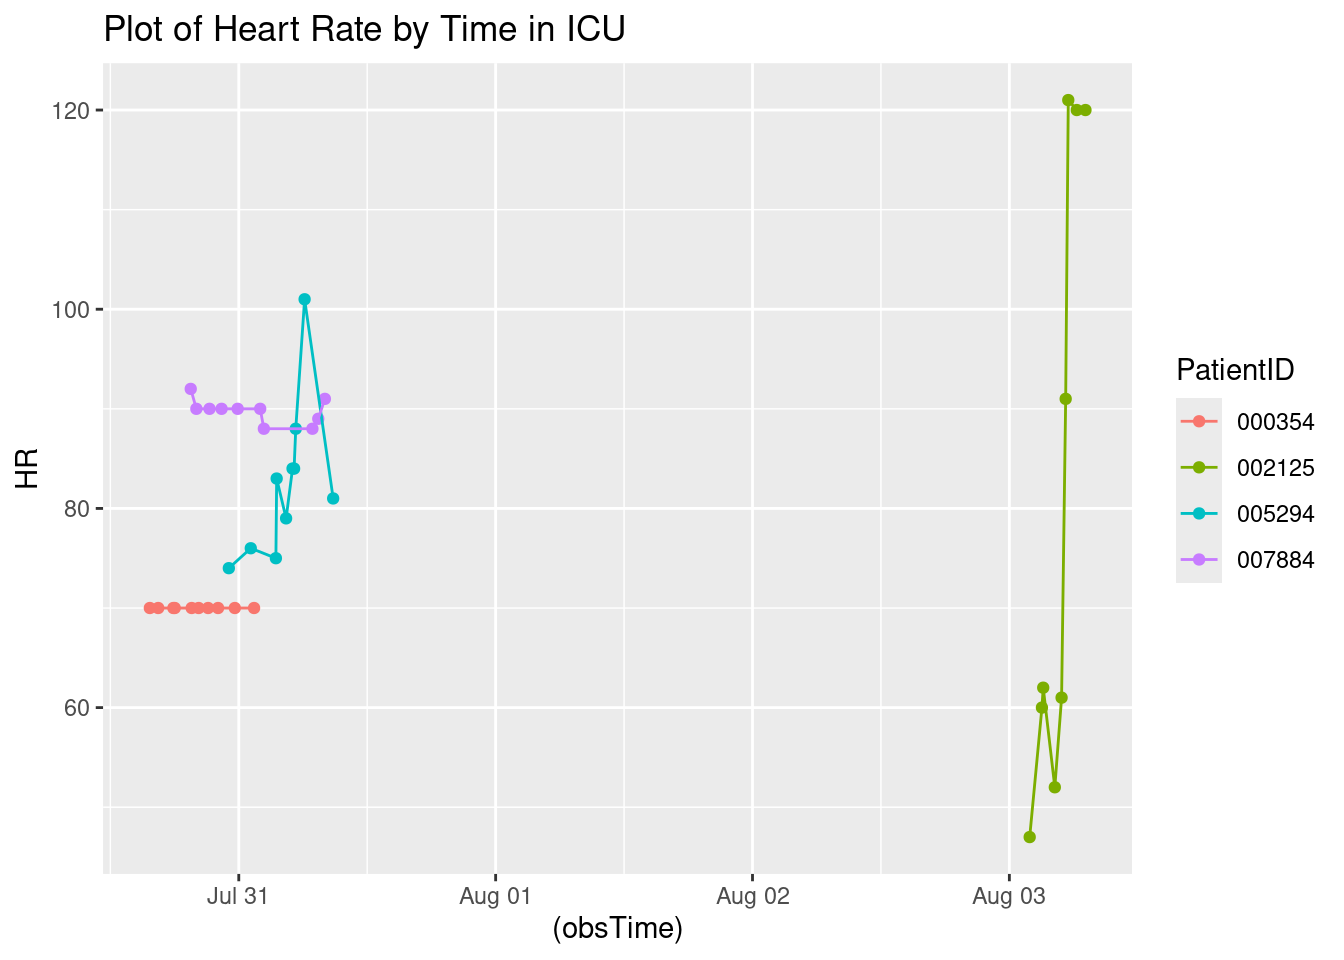 Plot of Heart Rate by Time in ICU
120
100
80
60
HR
Jul 31
Aug 01
Aug 02
Aug 03
(obsTime)
PatientID
000354
002125
005294
007884